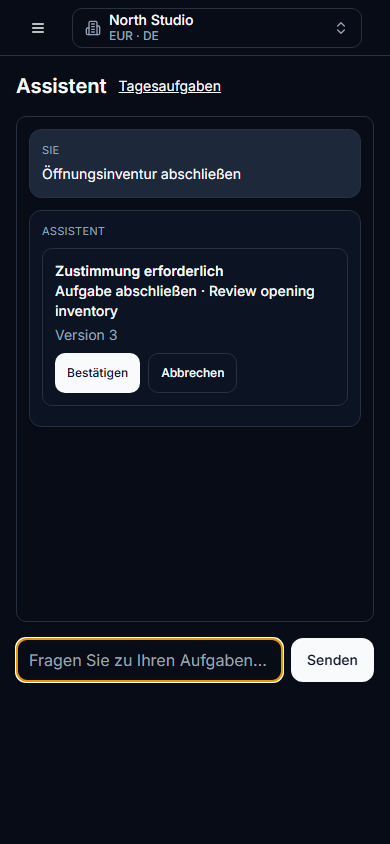 North Studio
EUR · DE
Assistent Tagesaufgaben
SIE
Öffnungsinventur abschließen
ASSISTENT
Zustimmung erforderlich
Aufgabe abschließen · Review opening
inventory
Version 3
Bestätigen Abbrechen
Fragen Sie zu Ihren Aufgaben... Senden